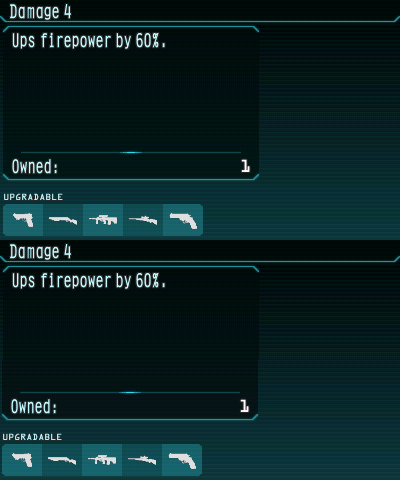 Damage 4
Ups firepower by 60%.
Owned: 1
UPGRADABLE
Damage 4
Ups firepower by 60%.
Owned: 1
UPGRADABLE